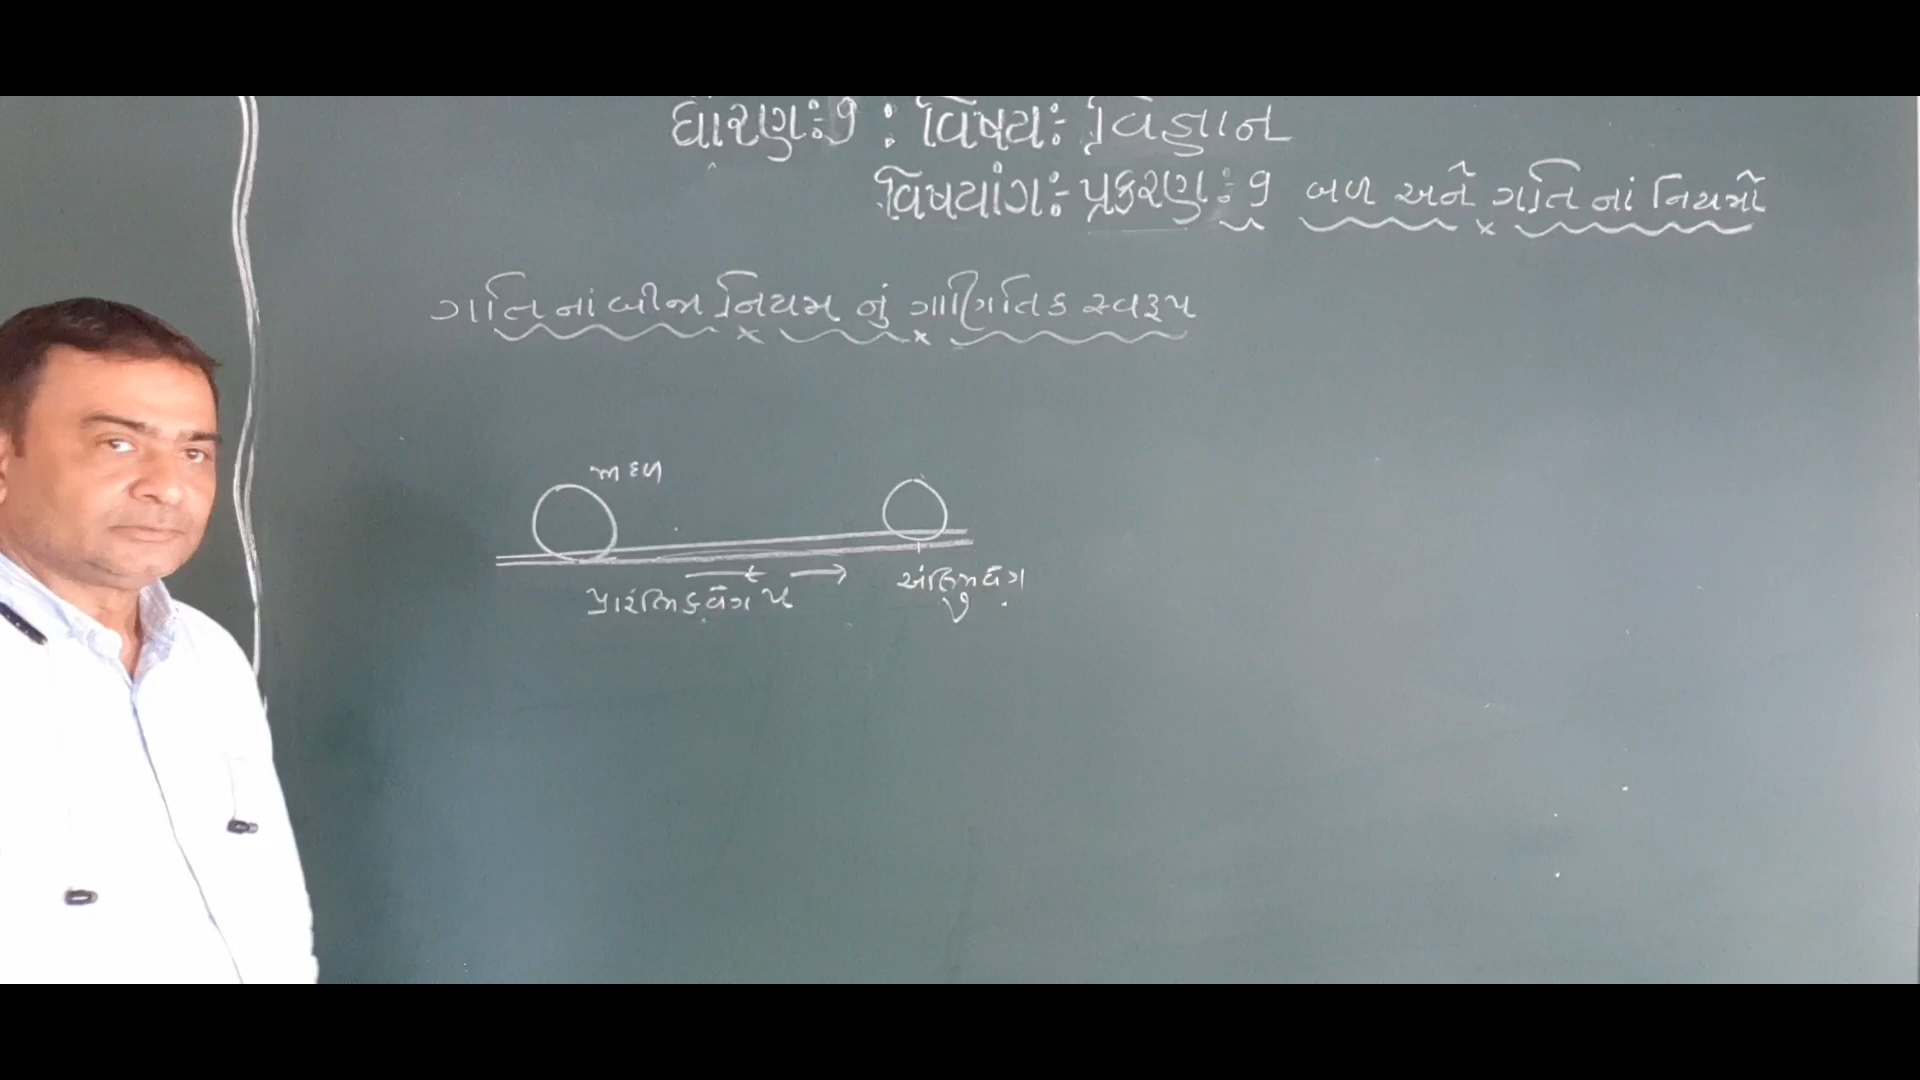 ધોરણ:-9 : વિષય:- વિજ્ઞાન
વિષયાંગ:- પ્રકરણ:- 9 બળ અને ગતિ નાં નિયમો
ગતિ નાં બીજા નિયમ નું ગાણિતિક સ્વરૂપ
m દળ
પ્રારંભિક વેગ u
t
અંતિમ વેગ
v